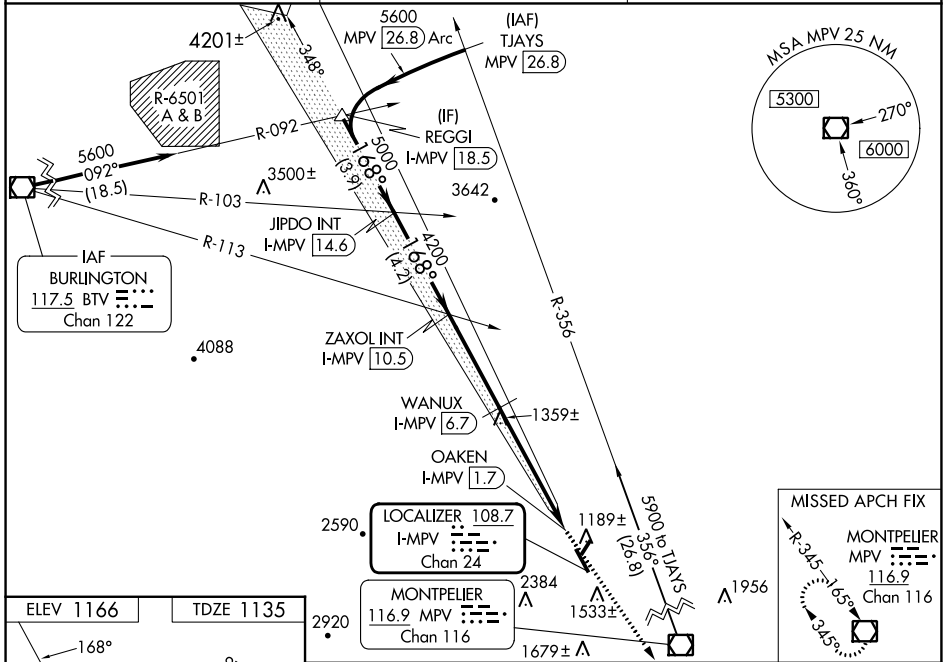 4201±
348°
5600
MPV 26.8 Arc
(IAF)
TJAYS
MPV 26.8
MSA MPV 25 NM
5300
270°
6000
360°
R-6501
A & B
R-092
(IF)
REGGI
I-MPV 18.5
5600
092°
(18.5)
3500±
5000
168°
(3.9)
3642
R-103
JIPDO INT
I-MPV 14.6
R-113
4200
168°
(4.2)
IAF
BURLINGTON
117.5 BTV
Chan 122
R-356
ZAXOL INT
I-MPV 10.5
4088
WANUX
I-MPV 6.7
1359±
OAKEN
I-MPV 1.7
5900 to TJAYS
356°
(26.8)
MISSED APCH FIX
R-345
165°
345°
MONTPELIER
MPV
116.9
Chan 116
2590
LOCALIZER 108.7
I-MPV
Chan 24
1189±
2384
1533±
1956
MONTPELIER
116.9 MPV
Chan 116
2920
1679±
ELEV 1166
TDZE 1135
168°